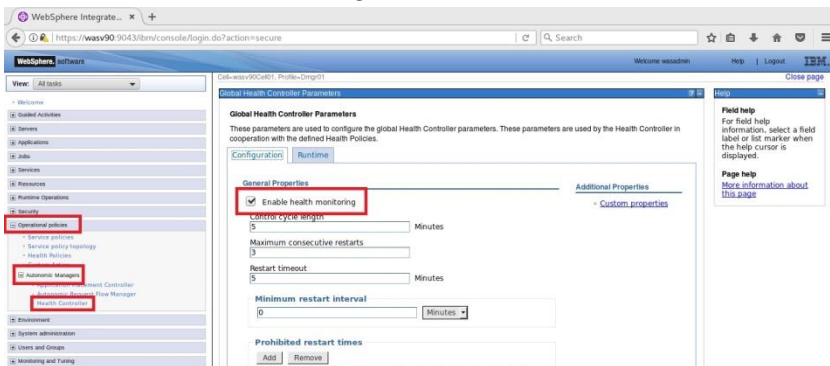 WebSphere Integrate... × +
https://wasv90:9043/ibm/console/login.do?action=secure
Search
WebSphere. software
Welcome wasadmin
Help | Logout
IBM.
View: All tasks
Cell=wasv90Cell01, Profile=Dmgr01
Close page
Welcome
Guided Activities
Servers
Applications
Jobs
Services
Resources
Runtime Operations
Security
Operational policies
Service policies
Service policy topology
Health Policies
Autonomic Managers
Application Placement Controller
Autonomic Request Flow Manager
Health Controller
Environment
System administration
Users and Groups
Monitoring and Tuning
Global Health Controller Parameters
Global Health Controller Parameters
These parameters are used to configure the global Health Controller parameters. These parameters are used by the Health Controller in
cooperation with the defined Health Policies.
Configuration Runtime
General Properties
Enable health monitoring
Control cycle length
5 Minutes
Maximum consecutive restarts
3
Restart timeout
5 Minutes
Minimum restart interval
0 Minutes
Prohibited restart times
Add Remove
Additional Properties
Custom properties
Help
Field help
For field help
information, select a field
label or list marker when
the help cursor is
displayed.
Page help
More information about
this page